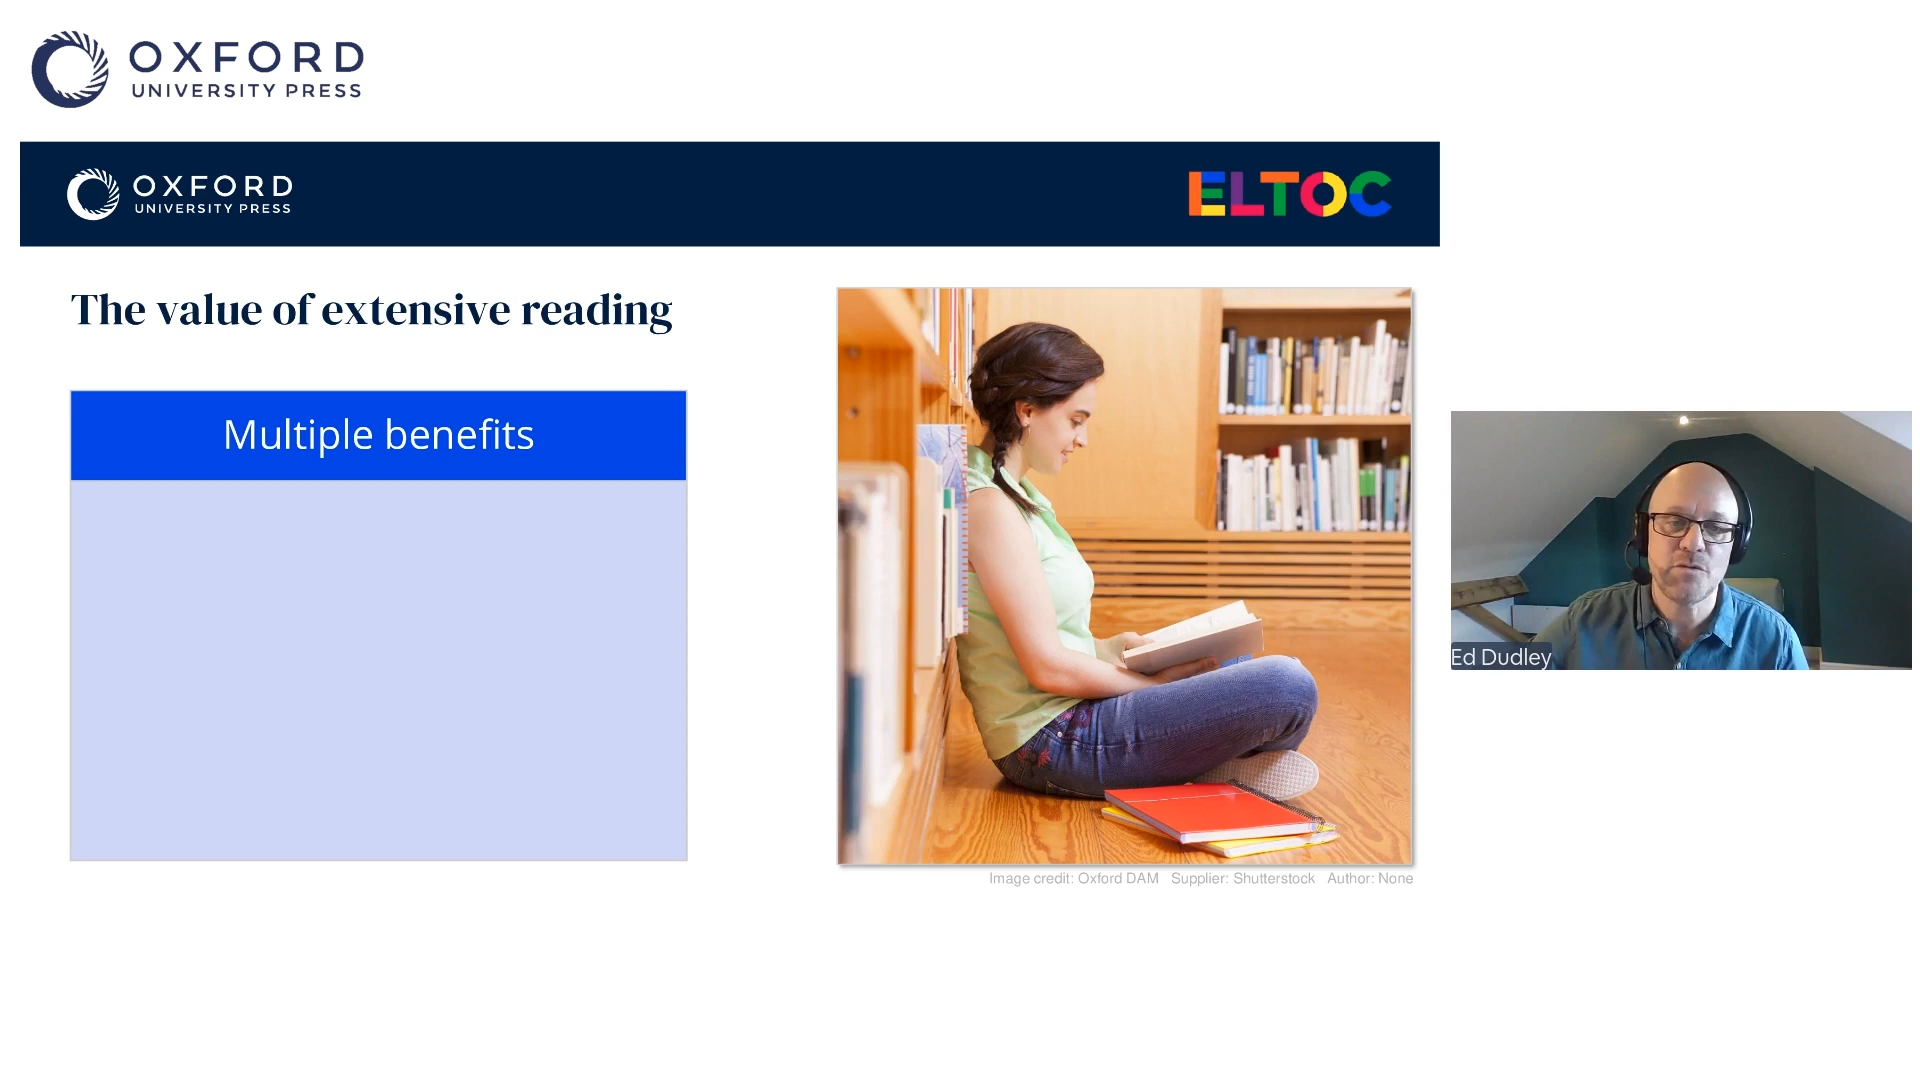 OXFORD
UNIVERSITY PRESS
OXFORD
UNIVERSITY PRESS
ELTOC
The value of extensive reading
Multiple benefits
Image credit: Oxford DAM Supplier: Shutterstock Author: None
Ed Dudley